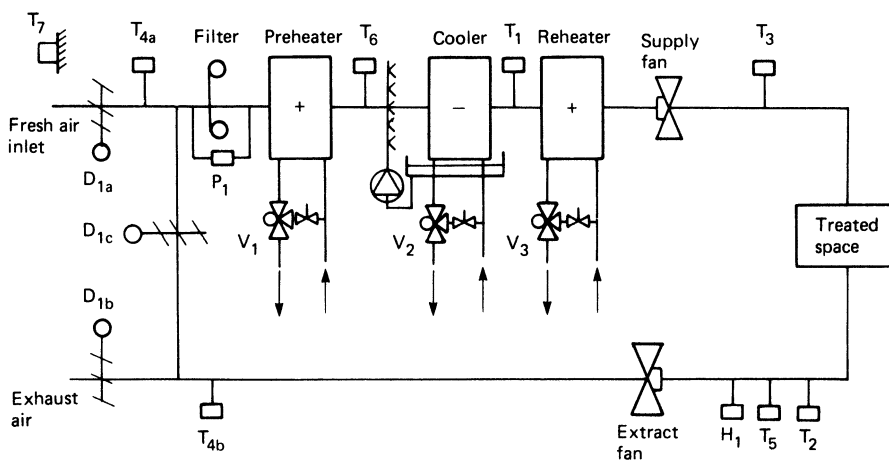 T7
T4a
Filter
Preheater
T6
Cooler
T1
Reheater
Supply
fan
T3
+
−
+
Fresh air
inlet
D1a
P1
D1c
V1
V2
V3
Treated
space
D1b
Exhaust
air
T4b
Extract
fan
H1
T5
T2